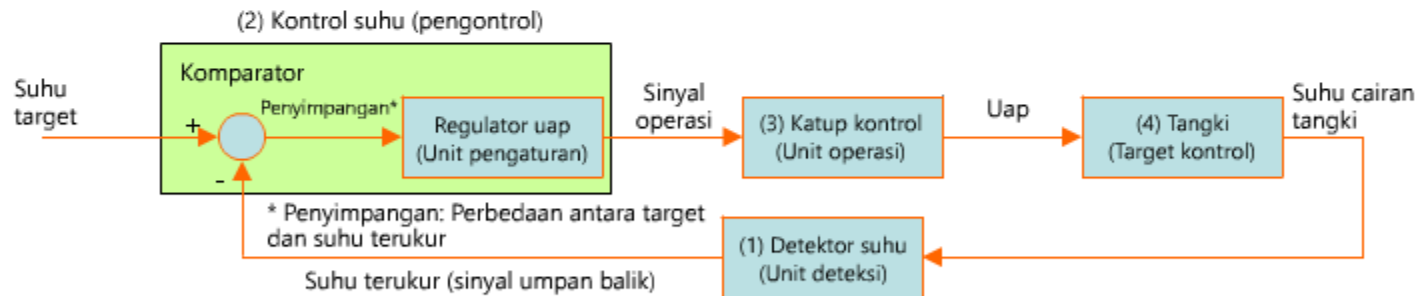 (2) Kontrol suhu (pengontrol)
Komparator
Suhu
target
+
-
Penyimpangan*
Regulator uap
(Unit pengaturan)
Sinyal
operasi
(3) Katup kontrol
(Unit operasi)
Uap
(4) Tangki
(Target kontrol)
Suhu cairan
tangki
* Penyimpangan: Perbedaan antara target
dan suhu terukur
(1) Detektor suhu
(Unit deteksi)
Suhu terukur (sinyal umpan balik)